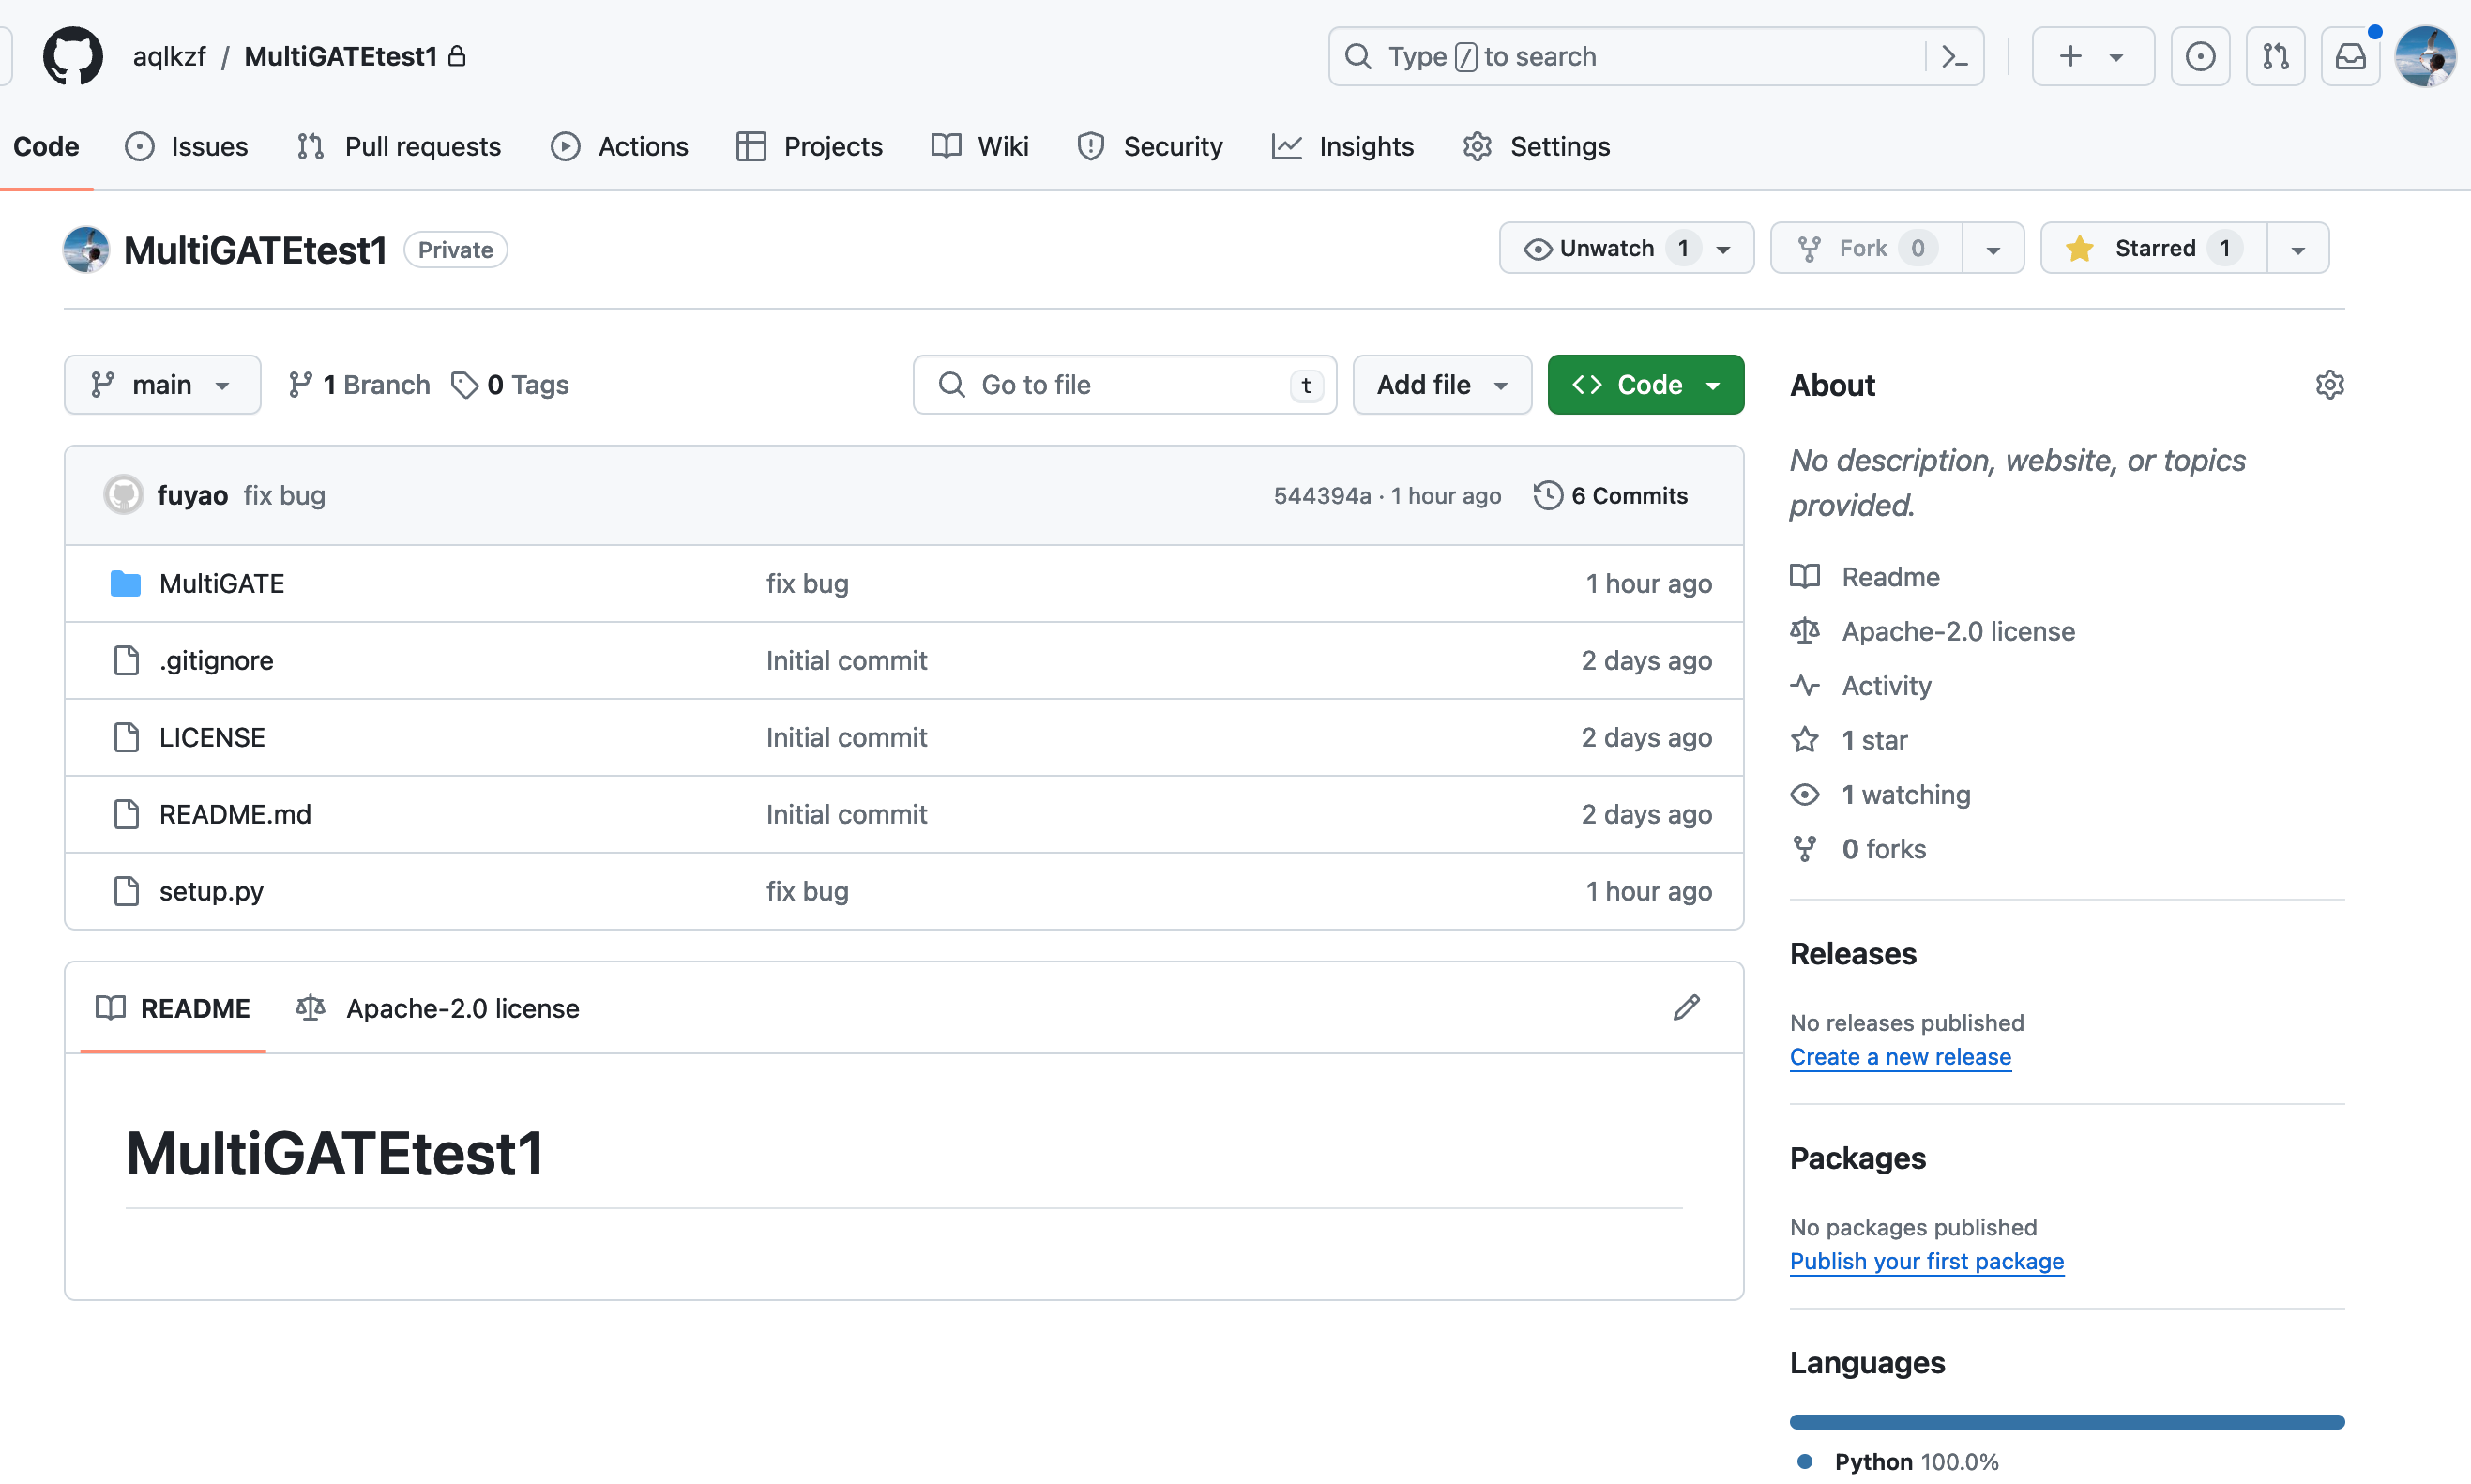 aqlkzf / MultiGATEtest1
Type / to search
Code Issues Pull requests Actions Projects Wiki Security Insights Settings
MultiGATEtest1 Private
Unwatch 1 Fork 0 Starred 1
main 1 Branch 0 Tags
Go to file t Add file Code
fuyao fix bug 544394a · 1 hour ago 6 Commits
MultiGATE fix bug 1 hour ago
.gitignore Initial commit 2 days ago
LICENSE Initial commit 2 days ago
README.md Initial commit 2 days ago
setup.py fix bug 1 hour ago
README Apache-2.0 license
MultiGATEtest1
About
No description, website, or topics
provided.
Readme
Apache-2.0 license
Activity
1 star
1 watching
0 forks
Releases
No releases published
Create a new release
Packages
No packages published
Publish your first package
Languages
Python 100.0%